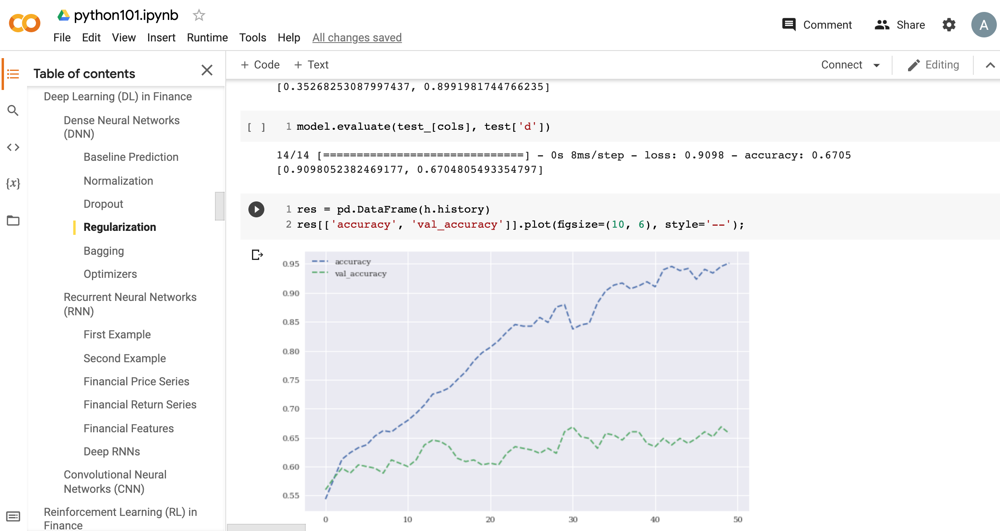 python101.ipynb
File Edit View Insert Runtime Tools Help All changes saved
Comment Share A
Table of contents
Deep Learning (DL) in Finance
Dense Neural Networks
(DNN)
Baseline Prediction
Normalization
Dropout
Regularization
Bagging
Optimizers
Recurrent Neural Networks
(RNN)
First Example
Second Example
Financial Price Series
Financial Return Series
Financial Features
Deep RNNs
Convolutional Neural
Networks (CNN)
Reinforcement Learning (RL) in
Finance
{x}
+ Code + Text
Connect Editing
[0.35268253087997437, 0.8991981744766235]
[ ] 1 model.evaluate(test_[cols], test['d'])
14/14 [==============================] - 0s 8ms/step - loss: 0.9098 - accuracy: 0.6705
[0.9098052382469177, 0.6704805493354797]
1 res = pd.DataFrame(h.history)
2 res[['accuracy', 'val_accuracy']].plot(figsize=(10, 6), style='--');
accuracy
val_accuracy
0.95
0.90
0.85
0.80
0.75
0.70
0.65
0.60
0.55
0 10 20 30 40 50